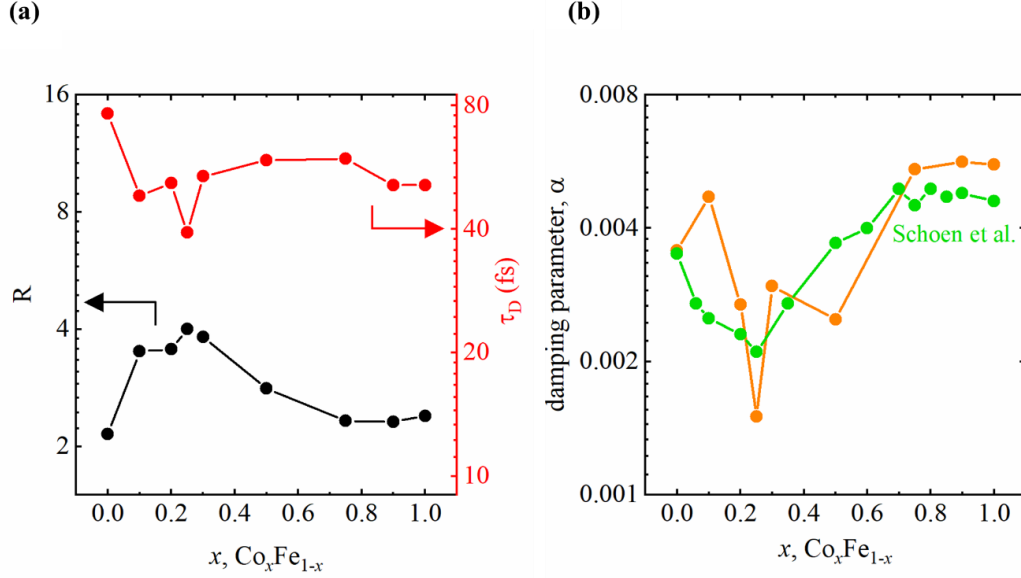 (a)
(b)
16
8
4
2
R
80
40
20
10
τD (fs)
0.0 0.2 0.4 0.6 0.8 1.0
x, CoxFe1-x
0.008
0.004
0.002
0.001
damping parameter, α
Schoen et al.
0.0 0.2 0.4 0.6 0.8 1.0
x, CoxFe1-x